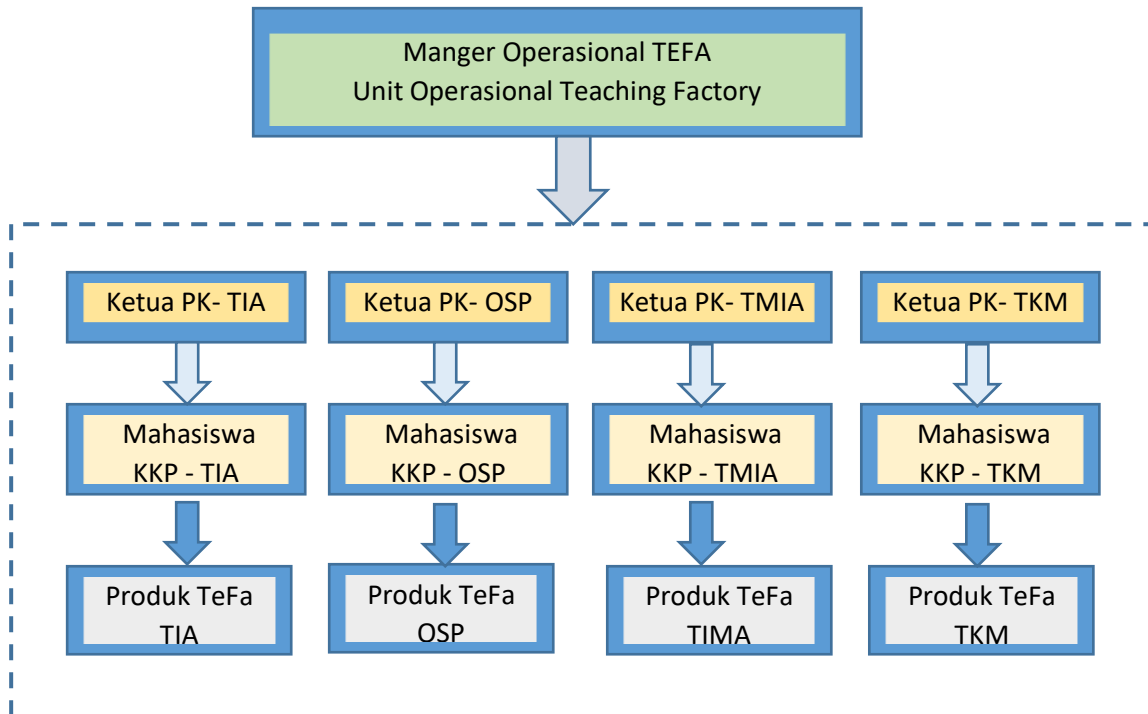 Manger Operasional TEFA
Unit Operasional Teaching Factory
Ketua PK- TIA
Ketua PK- OSP
Ketua PK- TMIA
Ketua PK- TKM
Mahasiswa
KKP - TIA
Mahasiswa
KKP - OSP
Mahasiswa
KKP - TMIA
Mahasiswa
KKP - TKM
Produk TeFa
TIA
Produk TeFa
OSP
Produk TeFa
TIMA
Produk TeFa
TKM